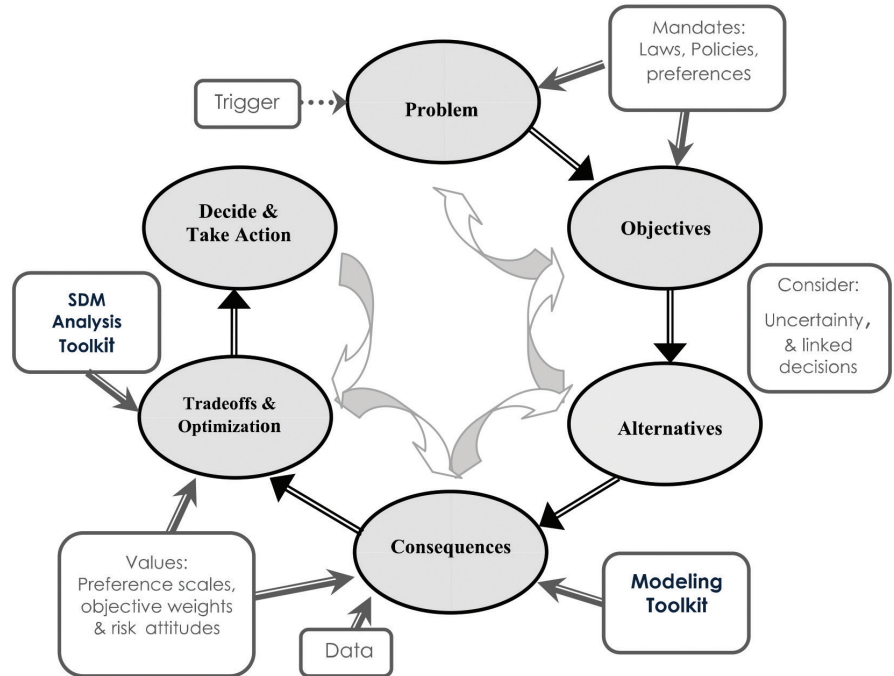 Mandates:
Laws, Policies,
preferences
Trigger
Problem
Decide &
Take Action
Objectives
SDM
Analysis
Toolkit
Consider:
Uncertainty,
& linked
decisions
Tradeoffs &
Optimization
Alternatives
Consequences
Values:
Preference scales,
objective weights
& risk attitudes
Modeling
Toolkit
Data